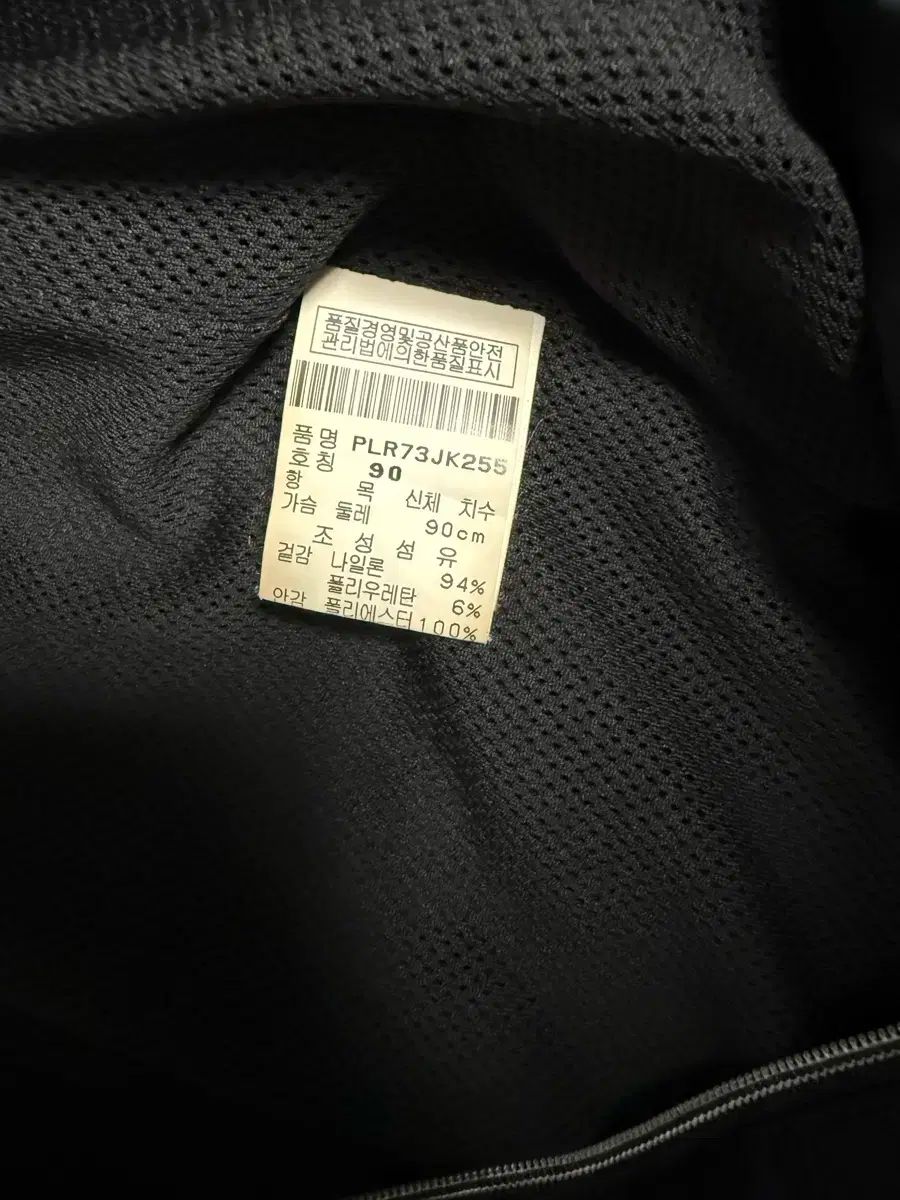 품질경영및공산품안전
관리법에의한품질표시
품명 PLR73JK255
호칭 90
항 목 신체 치수
가슴 둘레 90cm
조 성 섬 유
겉감 나일론 94%
폴리우레탄 6%
안감 폴리에스터100%